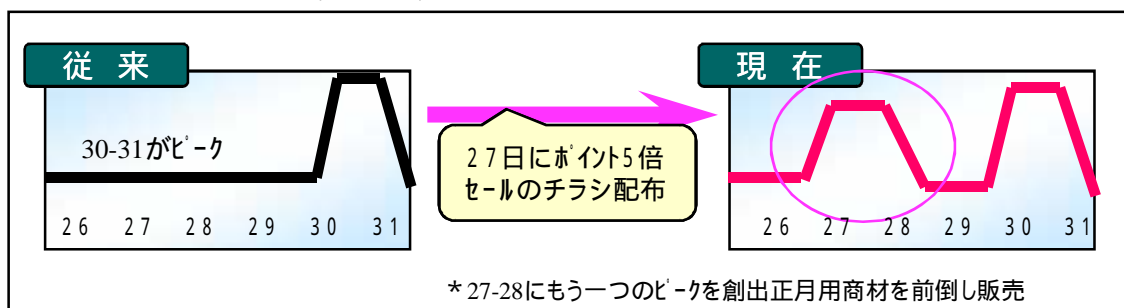 従 来
30-31がﾋﾟｰｸ
26 27 28 29 30 31
27日にﾎﾟｲﾝﾄ5倍
セールのチラシ配布
現 在
26 27 28 29 30 31
*27-28にもう一つのﾋﾟｰｸを創出正月用商材を前倒し販売